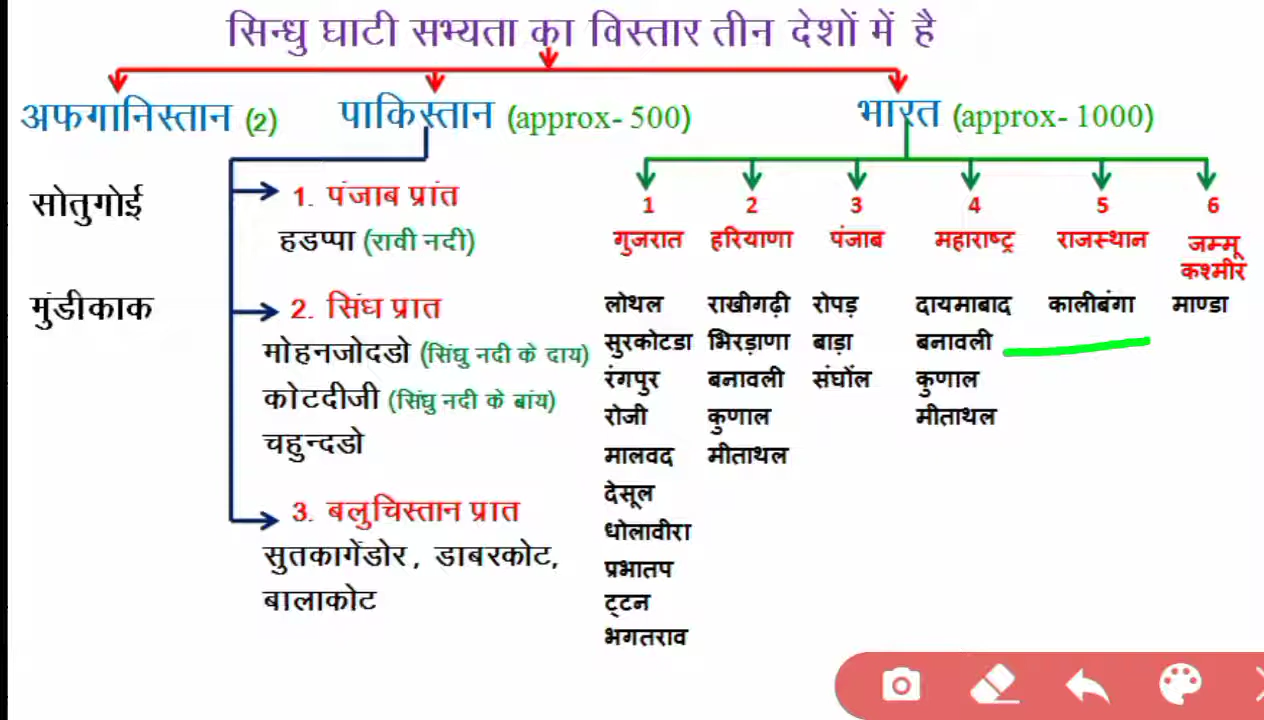 सिन्धु घाटी सभ्यता का विस्तार तीन देशों में है
अफगानिस्तान (2)
सोतुगोई
मुंडीकाक
पाकिस्तान (approx- 500)
1. पंजाब प्रांत
हडप्पा (रावी नदी)
2. सिंध प्रात
मोहनजोदडो (सिंधु नदी के दाय)
कोटदीजी (सिंधु नदी के बांय)
चहुन्दडो
3. बलुचिस्तान प्रात
सुतकागेंडोर, डाबरकोट,
बालाकोट
भारत (approx- 1000)
1
गुजरात
लोथल
सुरकोटडा
रंगपुर
रोजी
मालवद
देसूल
धोलावीरा
प्रभातप
ट्टन
भगतराव
2
हरियाणा
राखीगढ़ी
भिरड़ाणा
बनावली
कुणाल
मीताथल
3
पंजाब
रोपड़
बाड़ा
संघोंल
4
महाराष्ट्र
दायमाबाद
बनावली
कुणाल
मीताथल
5
राजस्थान
कालीबंगा
6
जम्मू
कश्मीर
माण्डा